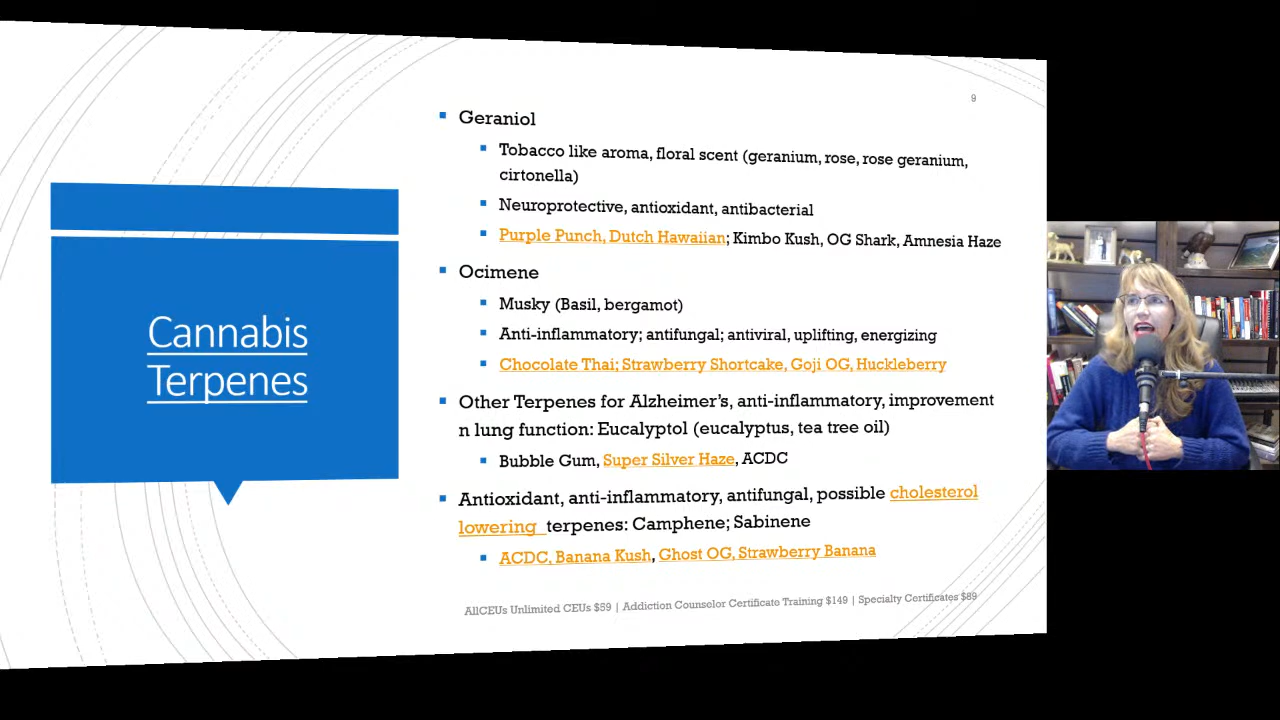 9
Cannabis
Terpenes
Geraniol
Tobacco like aroma, floral scent (geranium, rose, rose geranium,
cirtonella)
Neuroprotective, antioxidant, antibacterial
Purple Punch, Dutch Hawaiian; Kimbo Kush, OG Shark, Amnesia Haze
Ocimene
Musky (Basil, bergamot)
Anti-inflammatory; antifungal; antiviral, uplifting, energizing
Chocolate Thai; Strawberry Shortcake, Goji OG, Huckleberry
Other Terpenes for Alzheimer's, anti-inflammatory, improvement
n lung function: Eucalyptol (eucalyptus, tea tree oil)
Bubble Gum, Super Silver Haze, ACDC
Antioxidant, anti-inflammatory, antifungal, possible cholesterol
lowering terpenes: Camphene; Sabinene
ACDC, Banana Kush, Ghost OG, Strawberry Banana
AllCEUs Unlimited CEUs $59 | Addiction Counselor Certificate Training $149 | Specialty Certificates $89